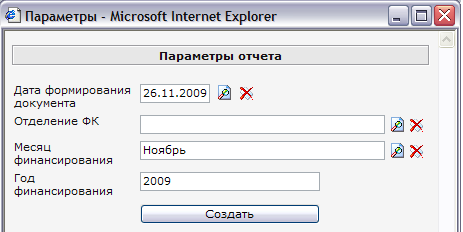 Параметры - Microsoft Internet Explorer
Параметры отчета
Дата формирования
документа
26.11.2009
Отделение ФК
Месяц
финансирования
Ноябрь
Год
финансирования
2009
Создать